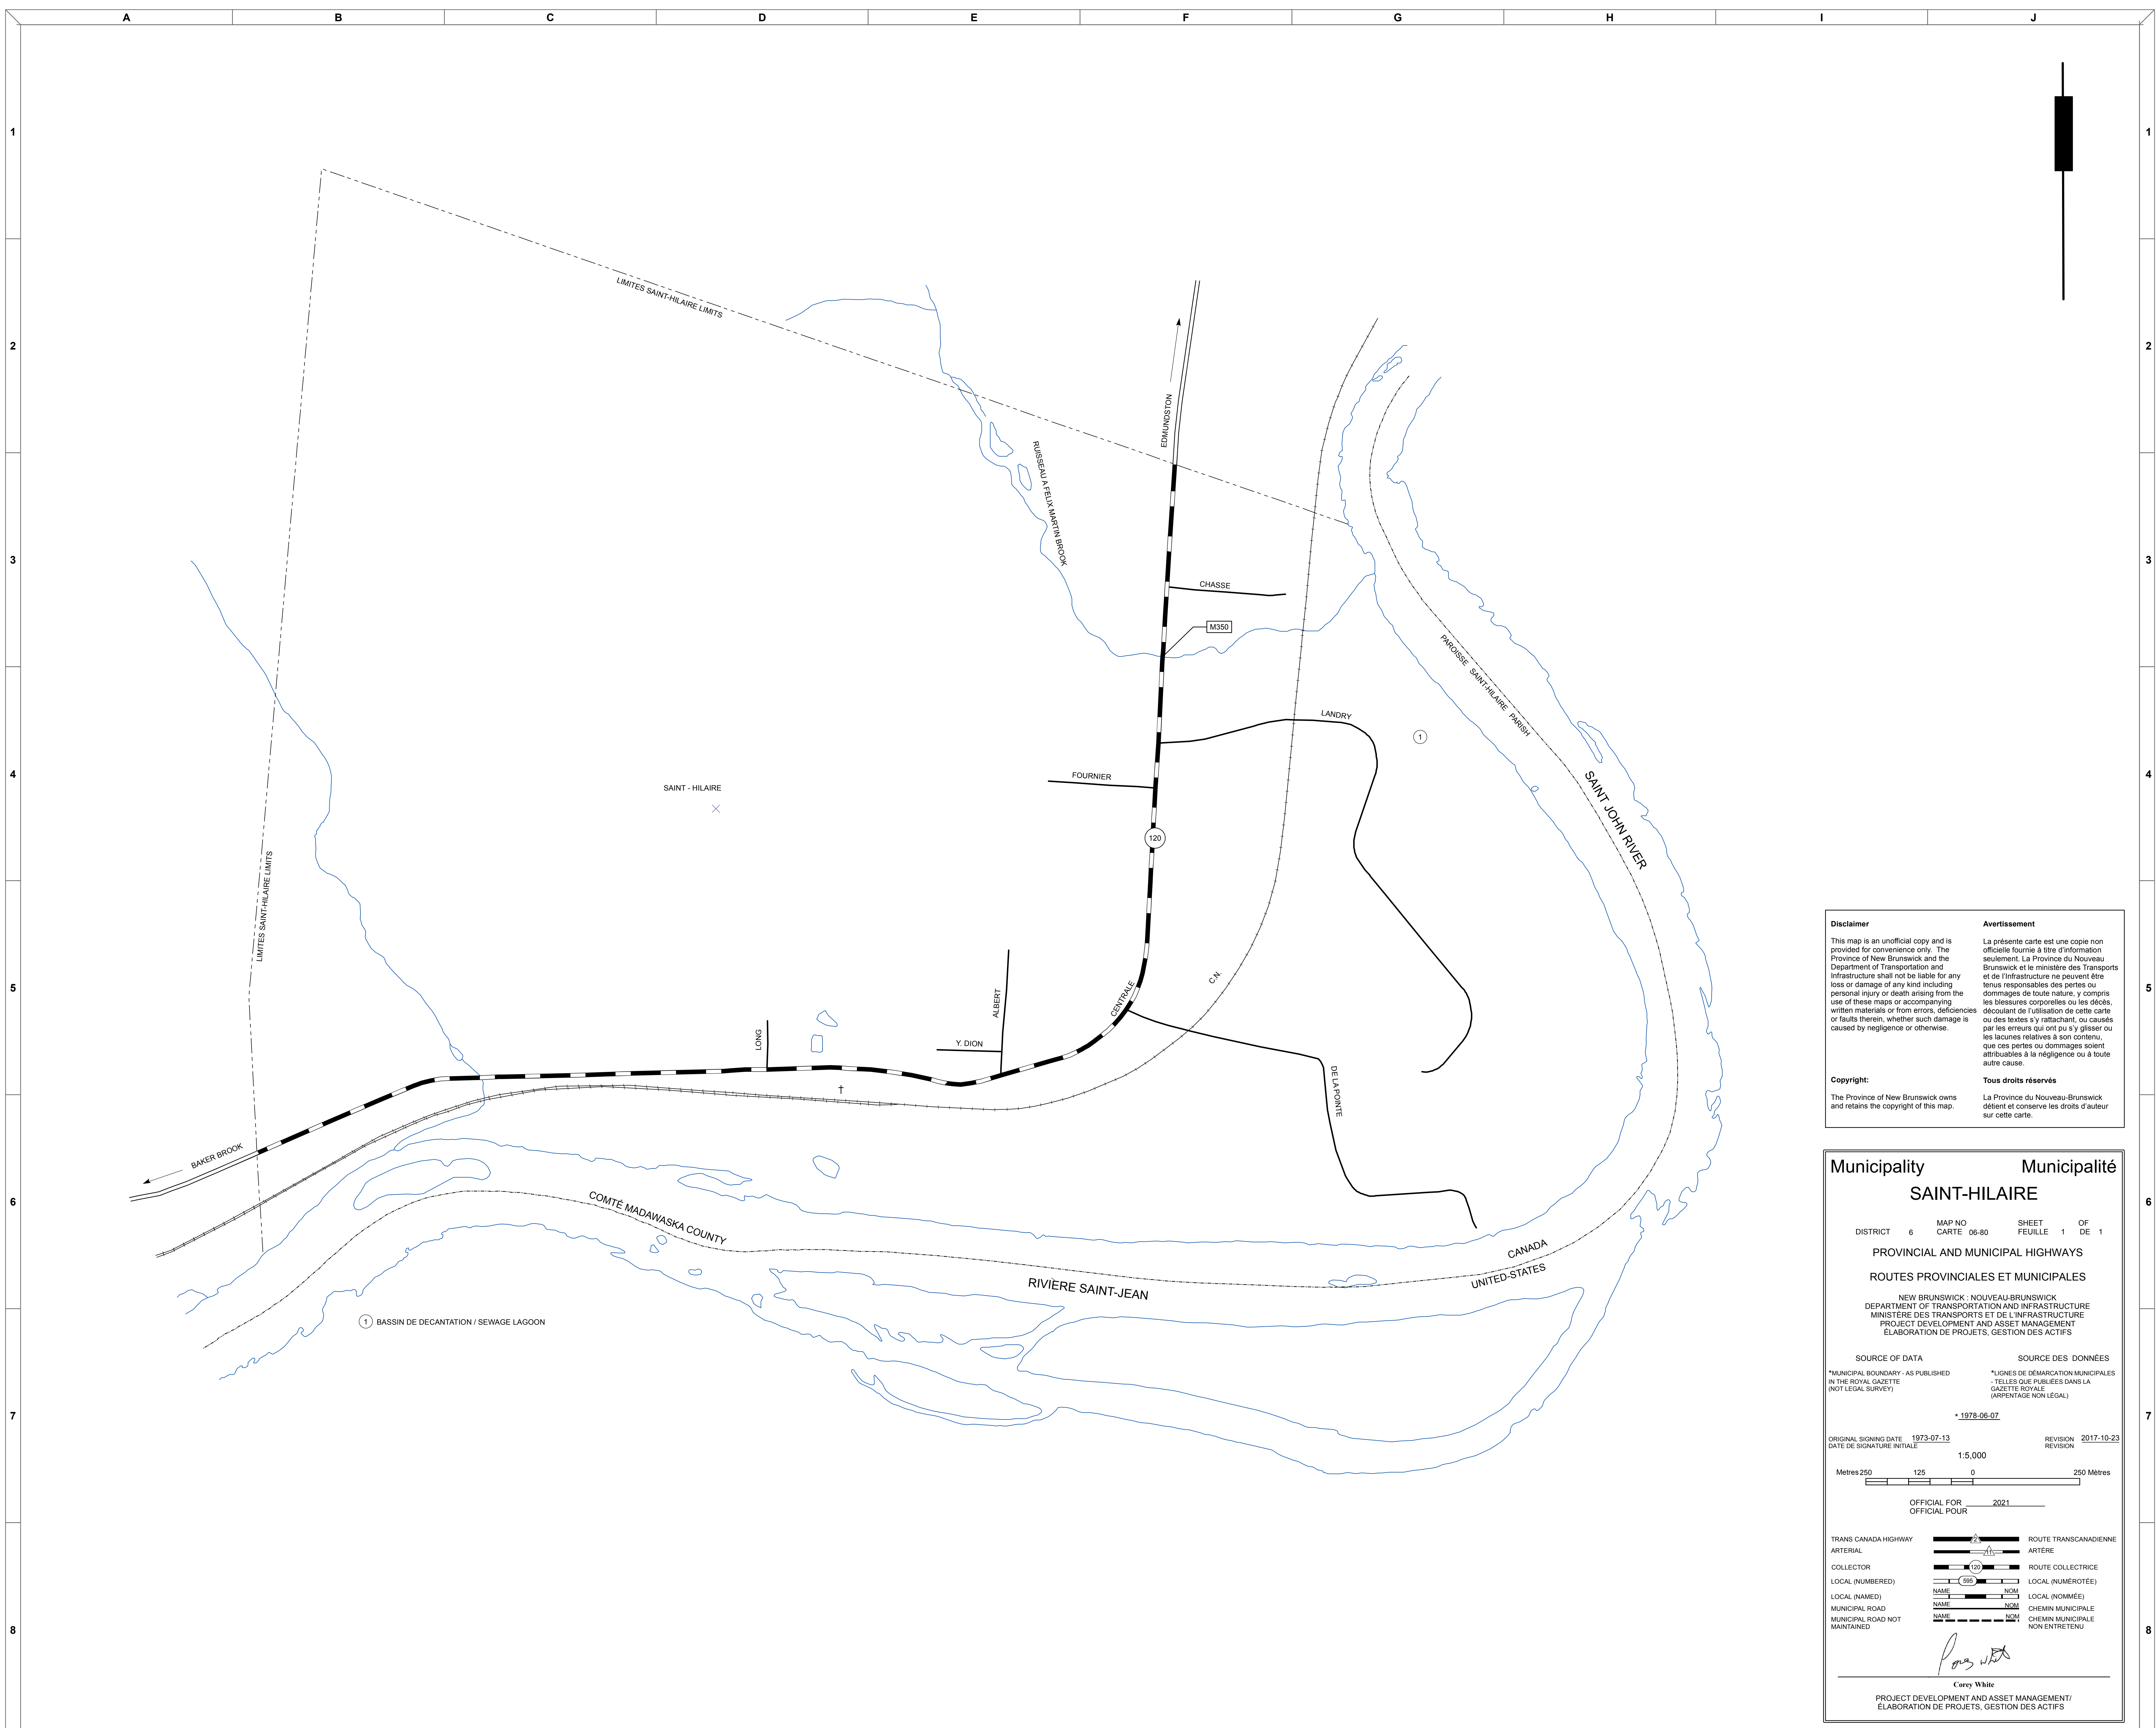 A B C D E F G H I J
1 1
2 2
3 3
4 4
5 5
6 6
7 7
8 8
LIMITES SAINT-HILAIRE LIMITS
EDMUNDSTON
RUISSEAU A FELIX MARTIN BROOK
CHASSE
M350
PAROISSE SAINT-HILAIRE PARISH
LANDRY
1
FOURNIER
SAINT - HILAIRE
120
SAINT JOHN RIVER
LIMITES SAINT-HILAIRE LIMITS
C.N.
CENTRALE
ALBERT
LONG
Y. DION
DE LA POINTE
BAKER BROOK
COMTÉ MADAWASKA COUNTY
CANADA
UNITED-STATES
RIVIÈRE SAINT-JEAN
1 BASSIN DE DECANTATION / SEWAGE LAGOON
Disclaimer
This map is an unofficial copy and is
provided for convenience only. The
Province of New Brunswick and the
Department of Transportation and
Infrastructure shall not be liable for any
loss or damage of any kind including
personal injury or death arising from the
use of these maps or accompanying
written materials or from errors, deficiencies
or faults therein, whether such damage is
caused by negligence or otherwise.
Copyright:
The Province of New Brunswick owns
and retains the copyright of this map.
Avertissement
La présente carte est une copie non
officielle fournie à titre d'information
seulement. La Province du Nouveau
Brunswick et le ministère des Transports
et de l'Infrastructure ne peuvent être
tenus responsables des pertes ou
dommages de toute nature, y compris
les blessures corporelles ou les décès,
découlant de l'utilisation de cette carte
ou des textes s'y rattachant, ou causés
par les erreurs qui ont pu s'y glisser ou
les lacunes relatives à son contenu,
que ces pertes ou dommages soient
attribuables à la négligence ou à toute
autre cause.
Tous droits réservés
La Province du Nouveau-Brunswick
détient et conserve les droits d'auteur
sur cette carte.
Municipality Municipalité
SAINT-HILAIRE
MAP NO SHEET OF
DISTRICT 6 CARTE 06-80 FEUILLE 1 DE 1
PROVINCIAL AND MUNICIPAL HIGHWAYS
ROUTES PROVINCIALES ET MUNICIPALES
NEW BRUNSWICK : NOUVEAU-BRUNSWICK
DEPARTMENT OF TRANSPORTATION AND INFRASTRUCTURE
MINISTÈRE DES TRANSPORTS ET DE L'INFRASTRUCTURE
PROJECT DEVELOPMENT AND ASSET MANAGEMENT
ÉLABORATION DE PROJETS, GESTION DES ACTIFS
SOURCE OF DATA SOURCE DES DONNÉES
*MUNICIPAL BOUNDARY - AS PUBLISHED
IN THE ROYAL GAZETTE
(NOT LEGAL SURVEY)
*LIGNES DE DÉMARCATION MUNICIPALES
- TELLES QUE PUBLIÉES DANS LA
GAZETTE ROYALE
(ARPENTAGE NON LÉGAL)
* 1978-06-07
ORIGINAL SIGNING DATE 1973-07-13 REVISION 2017-10-23
DATE DE SIGNATURE INITIALE REVISION
1:5,000
Metres 250 125 0 250 Mètres
OFFICIAL FOR 2021
OFFICIAL POUR
TRANS CANADA HIGHWAY 2 ROUTE TRANSCANADIENNE
ARTERIAL 11 ARTÈRE
COLLECTOR 120 ROUTE COLLECTRICE
LOCAL (NUMBERED) 595 LOCAL (NUMÉROTÉE)
LOCAL (NAMED) NAME NOM LOCAL (NOMMÉE)
MUNICIPAL ROAD NAME NOM CHEMIN MUNICIPALE
MUNICIPAL ROAD NOT NAME NOM CHEMIN MUNICIPALE
MAINTAINED NON ENTRETENU
Corey White
Corey White
PROJECT DEVELOPMENT AND ASSET MANAGEMENT/
ÉLABORATION DE PROJETS, GESTION DES ACTIFS